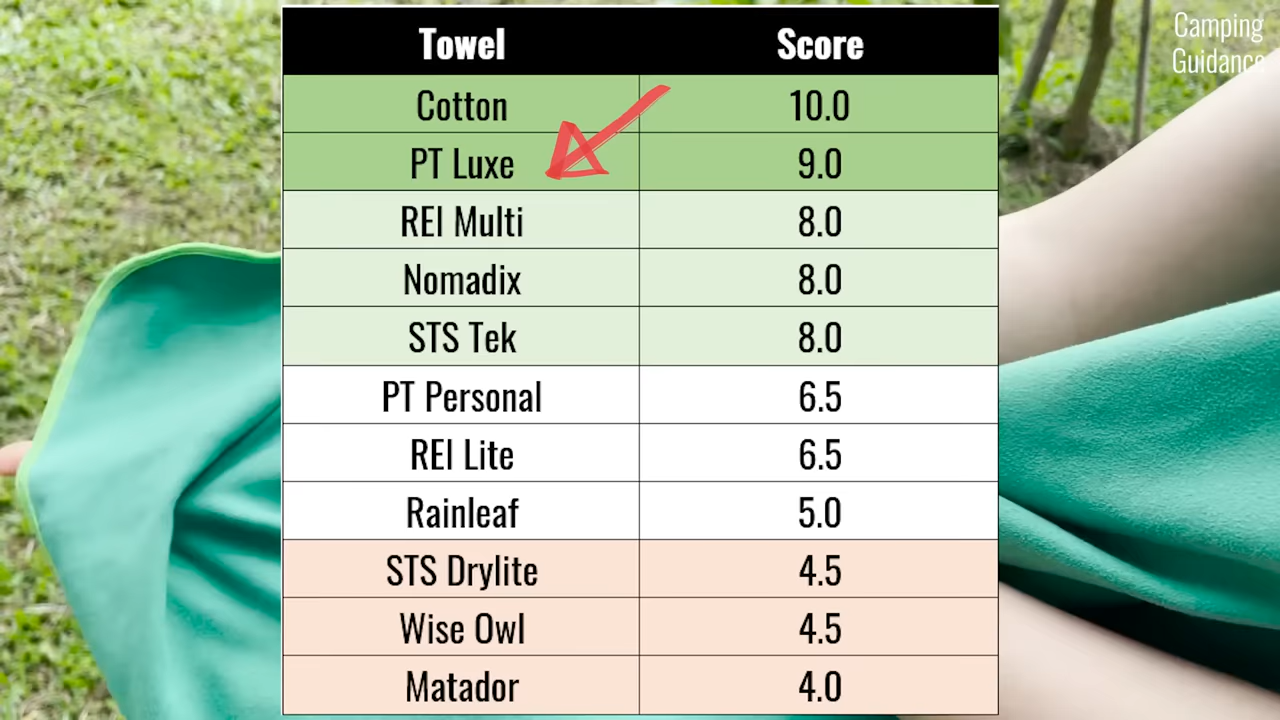 Camping
Guidance
Towel Score
Cotton 10.0
PT Luxe 9.0
REI Multi 8.0
Nomadix 8.0
STS Tek 8.0
PT Personal 6.5
REI Lite 6.5
Rainleaf 5.0
STS Drylite 4.5
Wise Owl 4.5
Matador 4.0